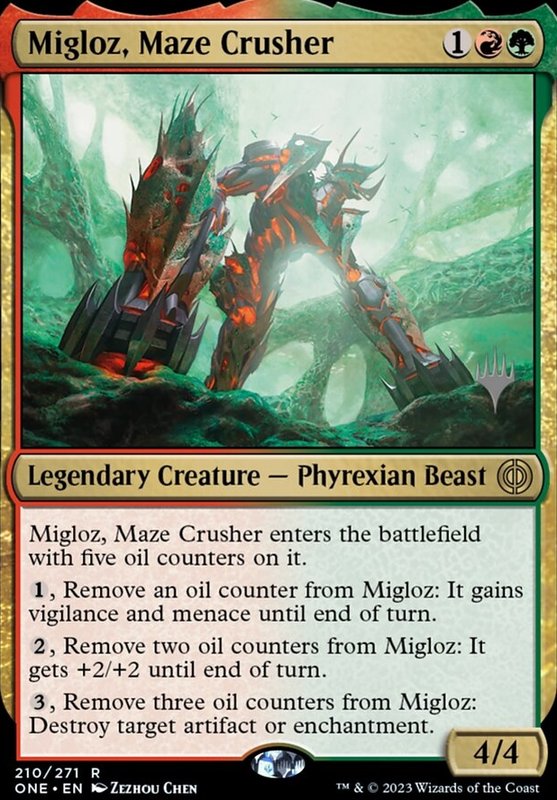 Migloz, Maze Crusher 1
Legendary Creature — Phyrexian Beast
Migloz, Maze Crusher enters the battlefield
with five oil counters on it.
1, Remove an oil counter from Migloz: It gains
vigilance and menace until end of turn.
2, Remove two oil counters from Migloz: It
gets +2/+2 until end of turn.
3, Remove three oil counters from Migloz:
Destroy target artifact or enchantment.
4/4
210/271 R
ONE • EN Zezhou Chen
™ & © 2023 Wizards of the Coast